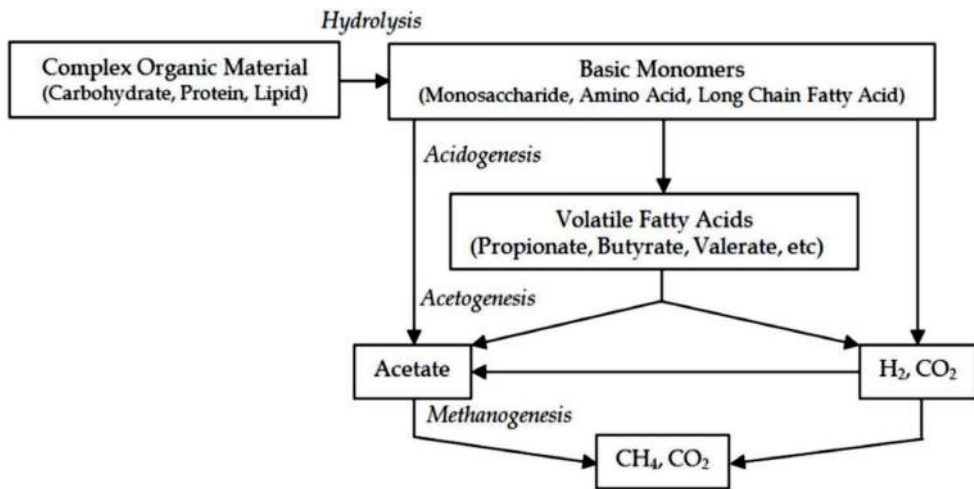 Hydrolysis
Complex Organic Material
(Carbohydrate, Protein, Lipid)
Basic Monomers
(Monosaccharide, Amino Acid, Long Chain Fatty Acid)
Acidogenesis
Volatile Fatty Acids
(Propionate, Butyrate, Valerate, etc)
Acetogenesis
Acetate
H₂, CO₂
Methanogenesis
CH₄, CO₂